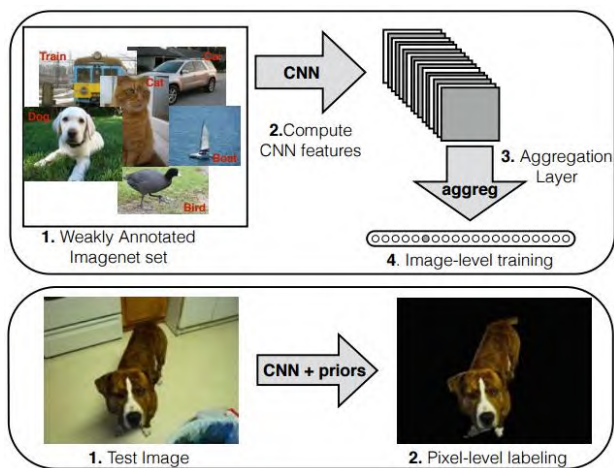 Train
Car
Cat
Dog
Boat
Bird
1. Weakly Annotated
Imagenet set
CNN
2.Compute
CNN features
3. Aggregation
Layer
aggreg
4. Image-level training
CNN + priors
1. Test Image
2. Pixel-level labeling